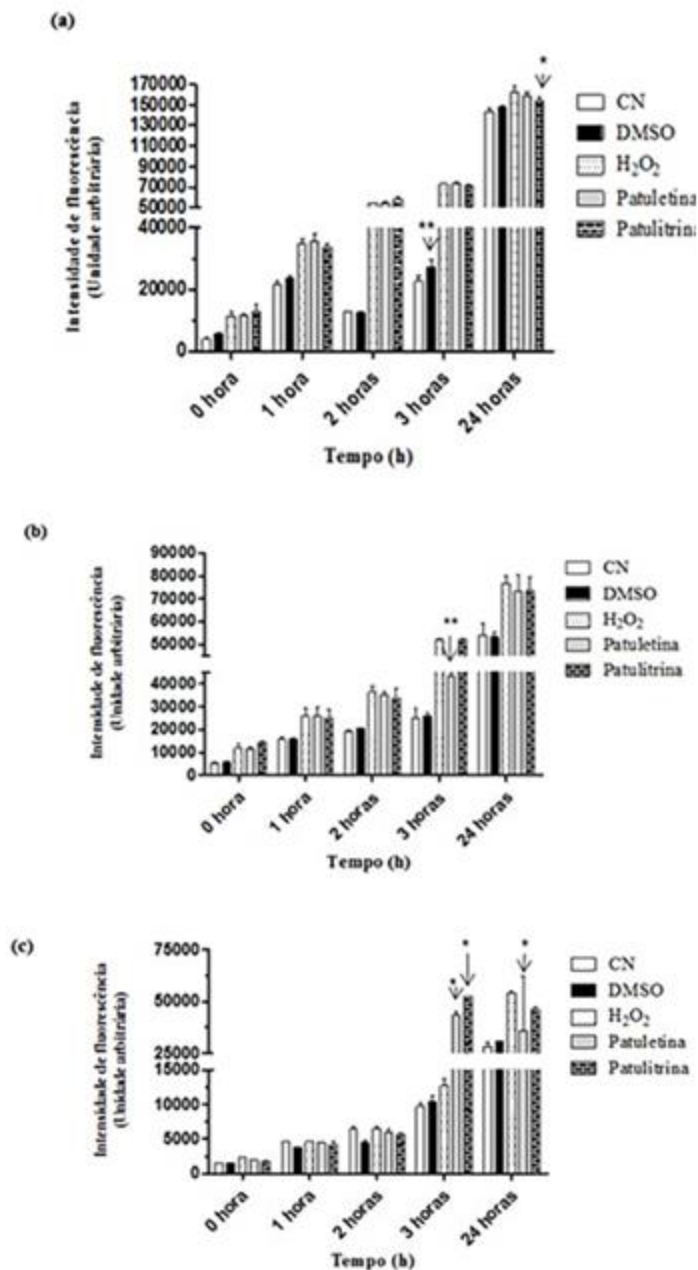 (a)
Intensidade de fluorescência
(Unidade arbitrária)
170000
150000
130000
110000
90000
70000
50000
40000
20000
0
*
**
CN
DMSO
H₂O₂
Patuletina
Patulitrina
0 hora
1 hora
2 horas
3 horas
24 horas
Tempo (h)
(b)
Intensidade de fluorescência
(Unidade arbitrária)
90000
80000
70000
60000
50000
40000
30000
20000
10000
0
**
CN
DMSO
H₂O₂
Patuletina
Patulitrina
0 hora
1 hora
2 horas
3 horas
24 horas
Tempo (h)
(c)
Intensidade de fluorescência
(Unidade arbitrária)
75000
50000
25000
15000
10000
5000
0
*
*
*
CN
DMSO
H₂O₂
Patuletina
Patulitrina
0 hora
1 hora
2 horas
3 horas
24 horas
Tempo (h)